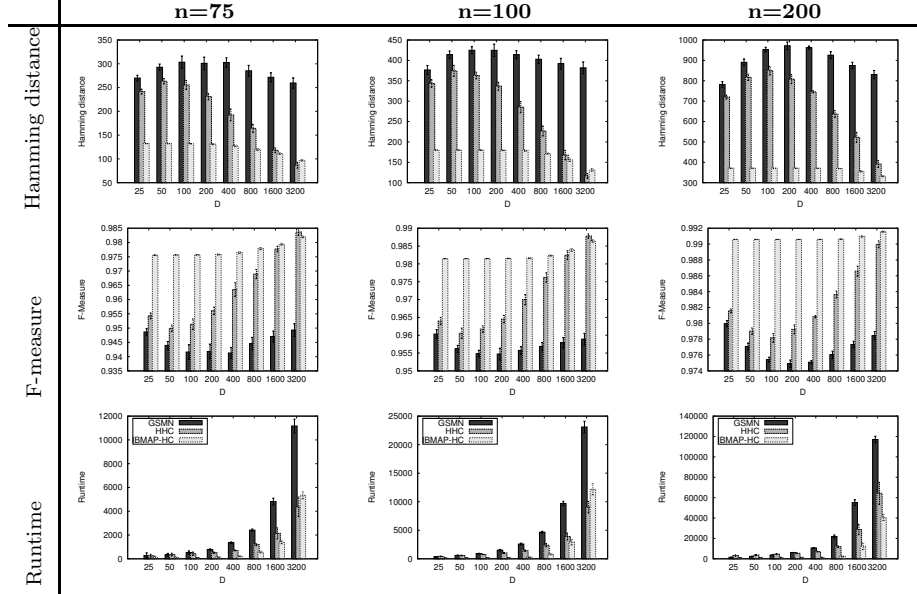 n=75 n=100 n=200
Hamming distance
Hamming distance
350
300
250
200
150
100
50
25 50 100 200 400 800 1600 3200
D
Hamming distance
450
400
350
300
250
200
150
100
25 50 100 200 400 800 1600 3200
D
Hamming distance
1000
900
800
700
600
500
400
300
25 50 100 200 400 800 1600 3200
D
F-measure
F-Measure
0.985
0.98
0.975
0.97
0.965
0.96
0.955
0.95
0.945
0.94
0.935
25 50 100 200 400 800 1600 3200
D
F-Measure
0.99
0.985
0.98
0.975
0.97
0.965
0.96
0.955
0.95
25 50 100 200 400 800 1600 3200
D
F-Measure
0.992
0.99
0.988
0.986
0.984
0.982
0.98
0.978
0.976
0.974
25 50 100 200 400 800 1600 3200
D
Runtime
Runtime
12000
10000
8000
6000
4000
2000
0
GSMN
HHC
IBMAP-HC
25 50 100 200 400 800 1600 3200
D
Runtime
25000
20000
15000
10000
5000
0
GSMN
HHC
IBMAP-HC
25 50 100 200 400 800 1600 3200
D
Runtime
140000
120000
100000
80000
60000
40000
20000
0
GSMN
HHC
IBMAP-HC
25 50 100 200 400 800 1600 3200
D